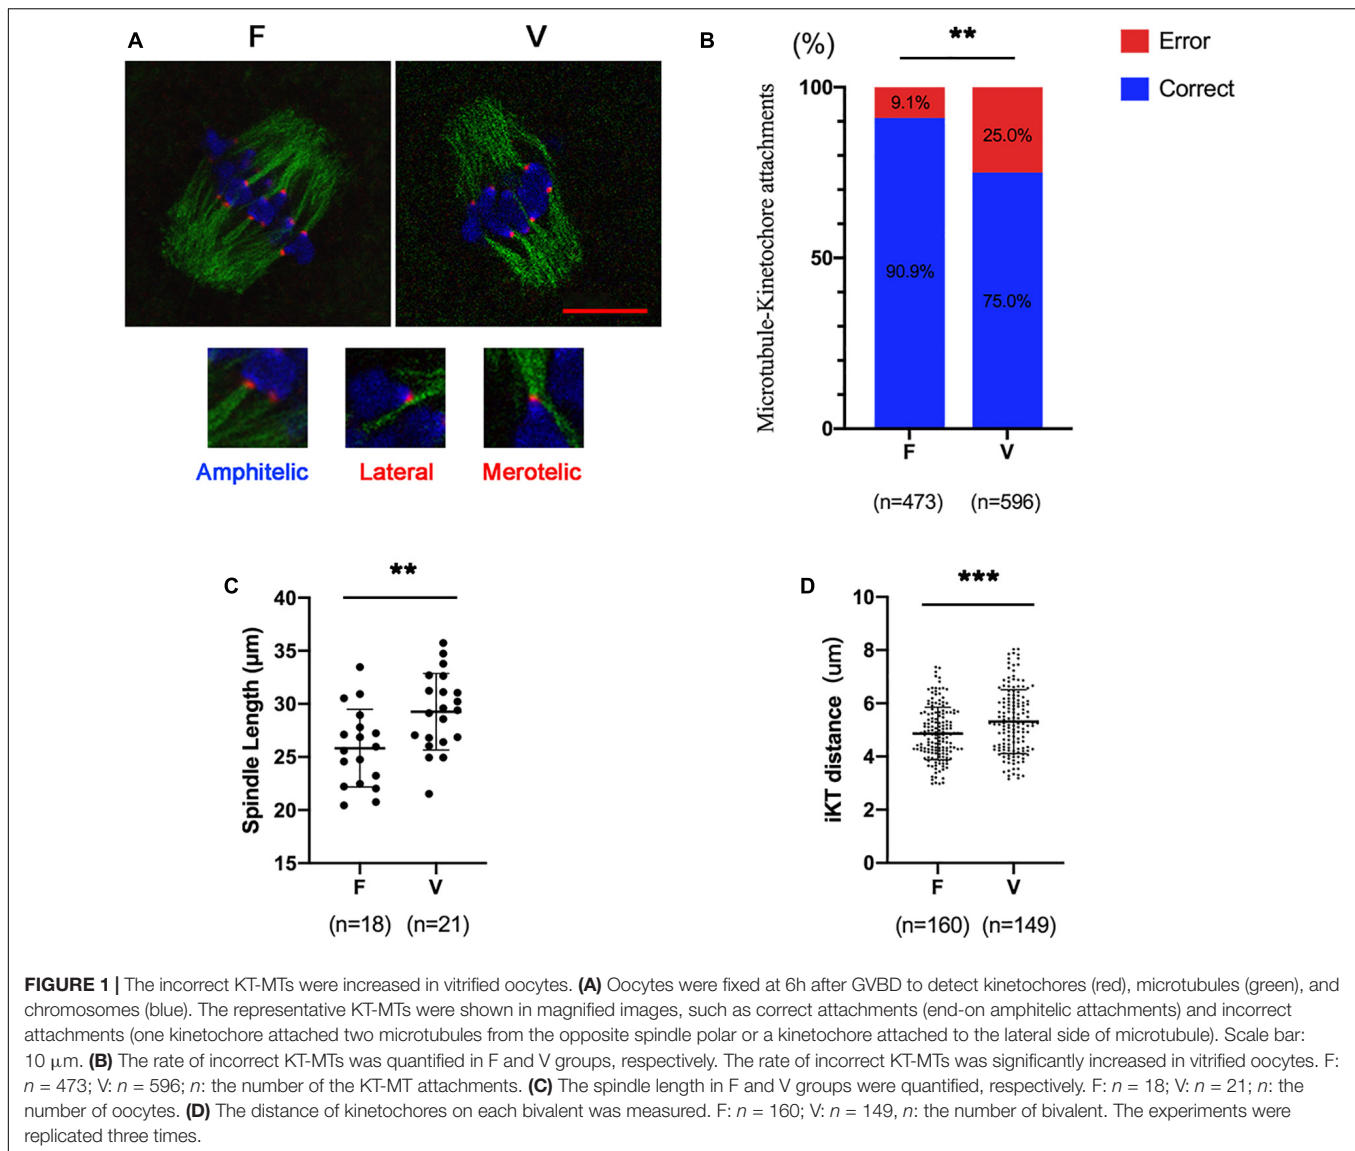 A
F
V
Amphitelic
Lateral
Merotelic
B
(%)
**
Error
Correct
Microtubule-Kinetochore attachments
100
50
0
9.1%
90.9%
25.0%
75.0%
F
V
(n=473)
(n=596)
C
**
Spindle Length (μm)
40
35
30
25
20
15
F
V
(n=18)
(n=21)
D
***
iKT distance (um)
10
8
6
4
2
0
F
V
(n=160)
(n=149)
FIGURE 1 | The incorrect KT-MTs were increased in vitrified oocytes. (A) Oocytes were fixed at 6h after GVBD to detect kinetochores (red), microtubules (green), and
chromosomes (blue). The representative KT-MTs were shown in magnified images, such as correct attachments (end-on amphitelic attachments) and incorrect
attachments (one kinetochore attached two microtubules from the opposite spindle polar or a kinetochore attached to the lateral side of microtubule). Scale bar:
10 μm. (B) The rate of incorrect KT-MTs was quantified in F and V groups, respectively. The rate of incorrect KT-MTs was significantly increased in vitrified oocytes. F:
n = 473; V: n = 596; n: the number of the KT-MT attachments. (C) The spindle length in F and V groups were quantified, respectively. F: n = 18; V: n = 21; n: the
number of oocytes. (D) The distance of kinetochores on each bivalent was measured. F: n = 160; V: n = 149, n: the number of bivalent. The experiments were
replicated three times.